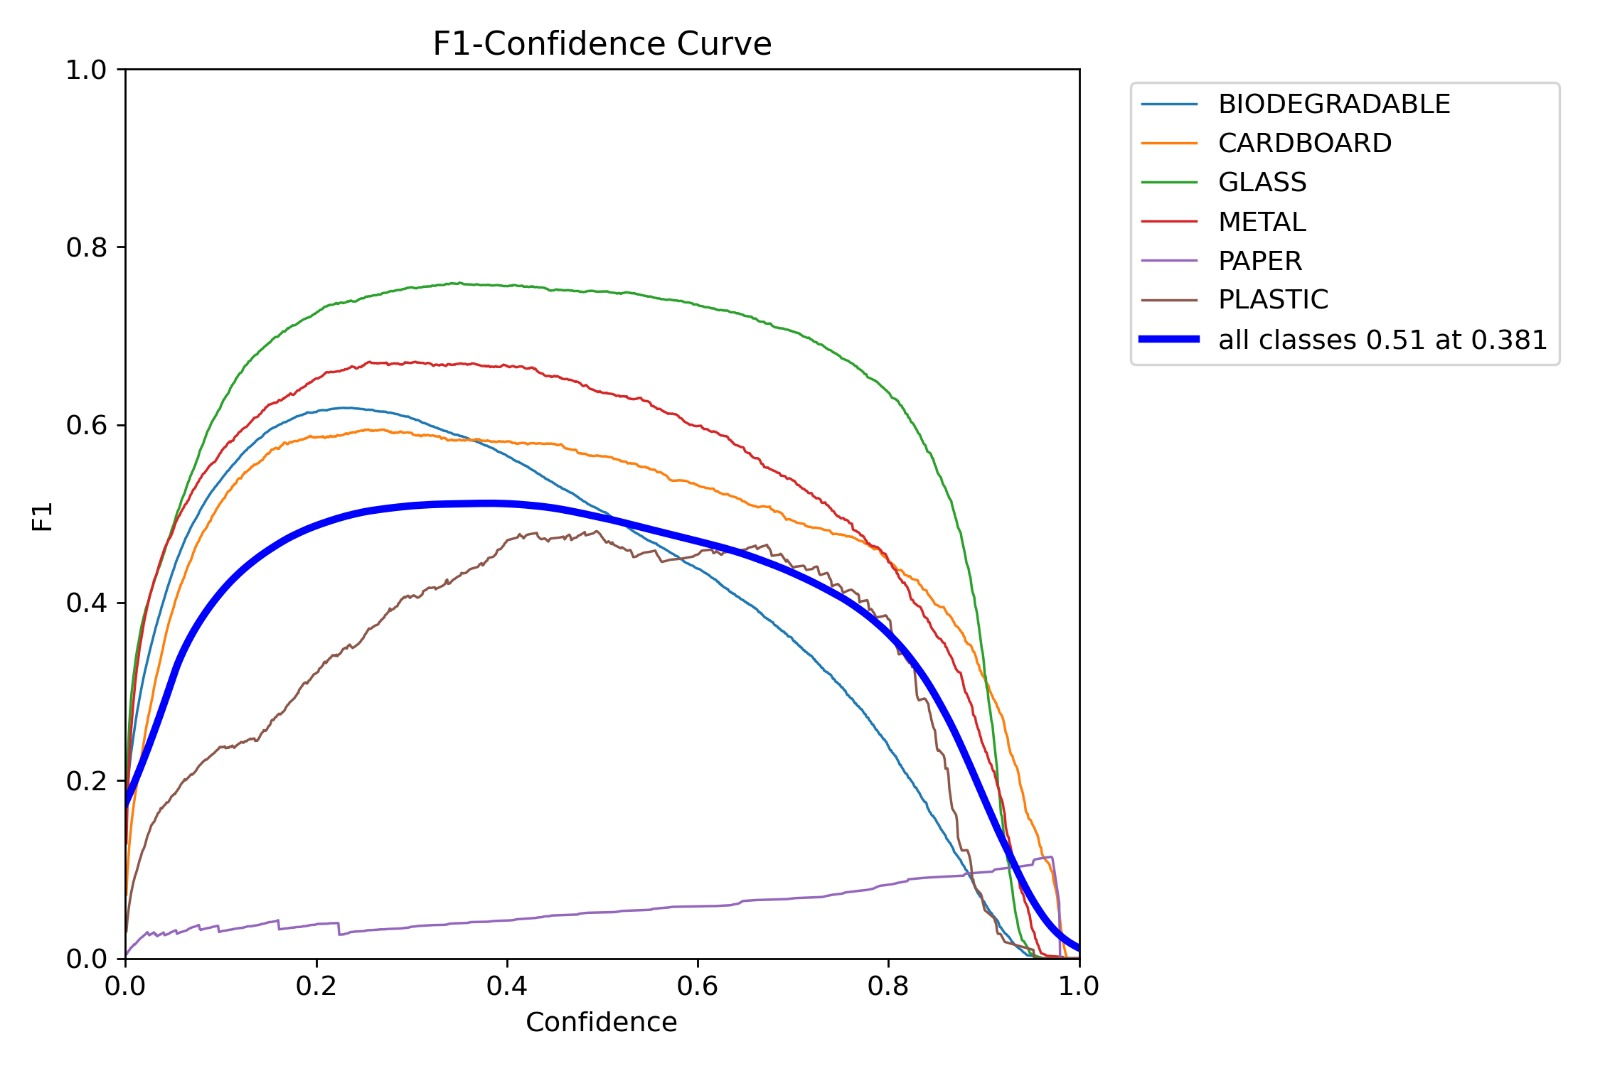 F1-Confidence Curve
1.0
0.8
0.6
0.4
0.2
0.0
F1
0.0 0.2 0.4 0.6 0.8 1.0
Confidence
BIODEGRADABLE
CARDBOARD
GLASS
METAL
PAPER
PLASTIC
all classes 0.51 at 0.381